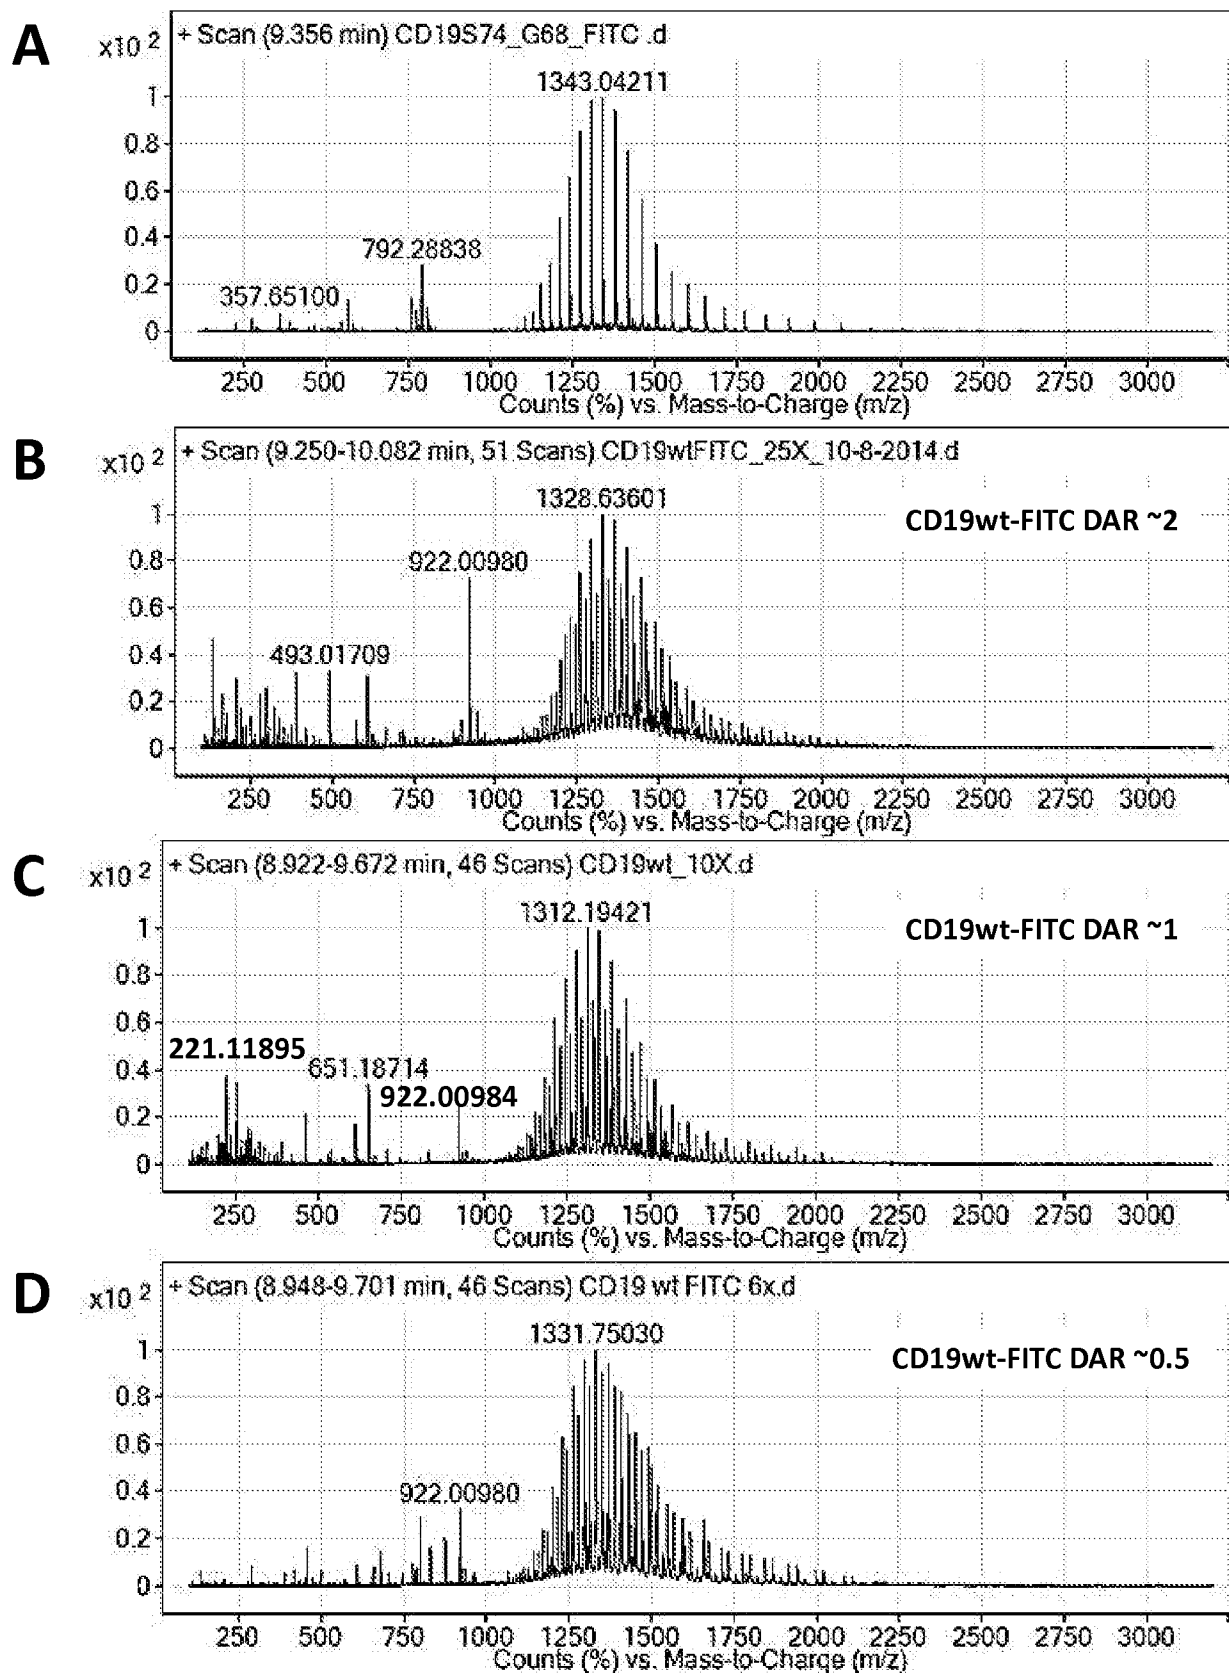 A
x10 2
+ Scan (9.356 min) CD19S74_G68_FITC .d
1343.04211
1
0.8
0.6
0.4
792.28838
0.2
357.65100
0
250 500 750 1000 1250 1500 1750 2000 2250 2500 2750 3000
Counts (%) vs. Mass-to-Charge (m/z)
B
x10 2
+ Scan (9.250-10.082 min, 51 Scans) CD19wtFITC_25X_10-8-2014.d
1328.63601
1
CD19wt-FITC DAR ~2
0.8
922.00980
0.6
0.4
493.01709
0.2
0
250 500 750 1000 1250 1500 1750 2000 2250 2500 2750 3000
Counts (%) vs. Mass-to-Charge (m/z)
C
x10 2
+ Scan (8.922-9.672 min, 46 Scans) CD19wt_10X.d
1312.19421
1
CD19wt-FITC DAR ~1
0.8
0.6
221.11895
0.4
651.18714
922.00984
0.2
0
250 500 750 1000 1250 1500 1750 2000 2250 2500 2750 3000
Counts (%) vs. Mass-to-Charge (m/z)
D
x10 2
+ Scan (8.948-9.701 min, 46 Scans) CD19 wt FITC 6x.d
1331.75030
1
CD19wt-FITC DAR ~0.5
0.8
0.6
0.4
922.00980
0.2
0
250 500 750 1000 1250 1500 1750 2000 2250 2500 2750 3000
Counts (%) vs. Mass-to-Charge (m/z)